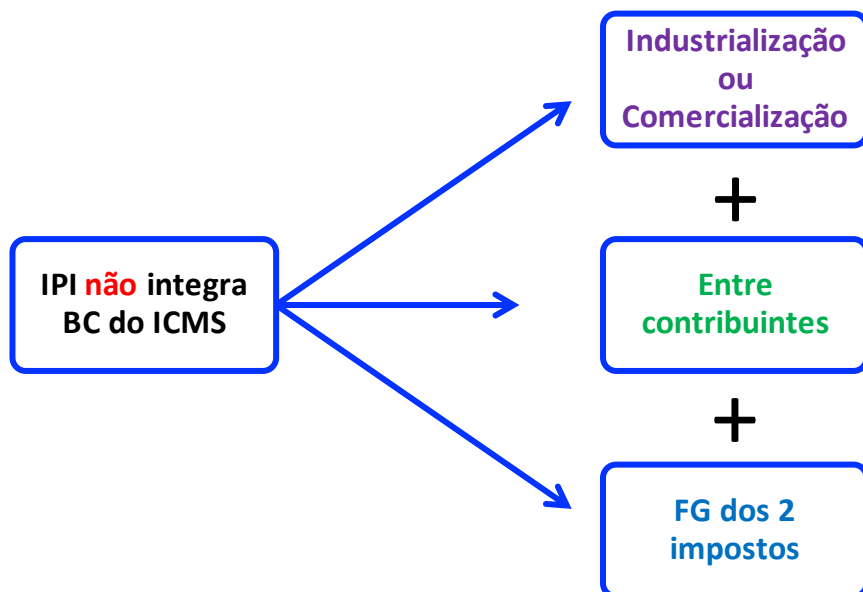 Industrialização
ou
Comercialização
+
IPI não integra
BC do ICMS
Entre
contribuintes
+
FG dos 2
impostos